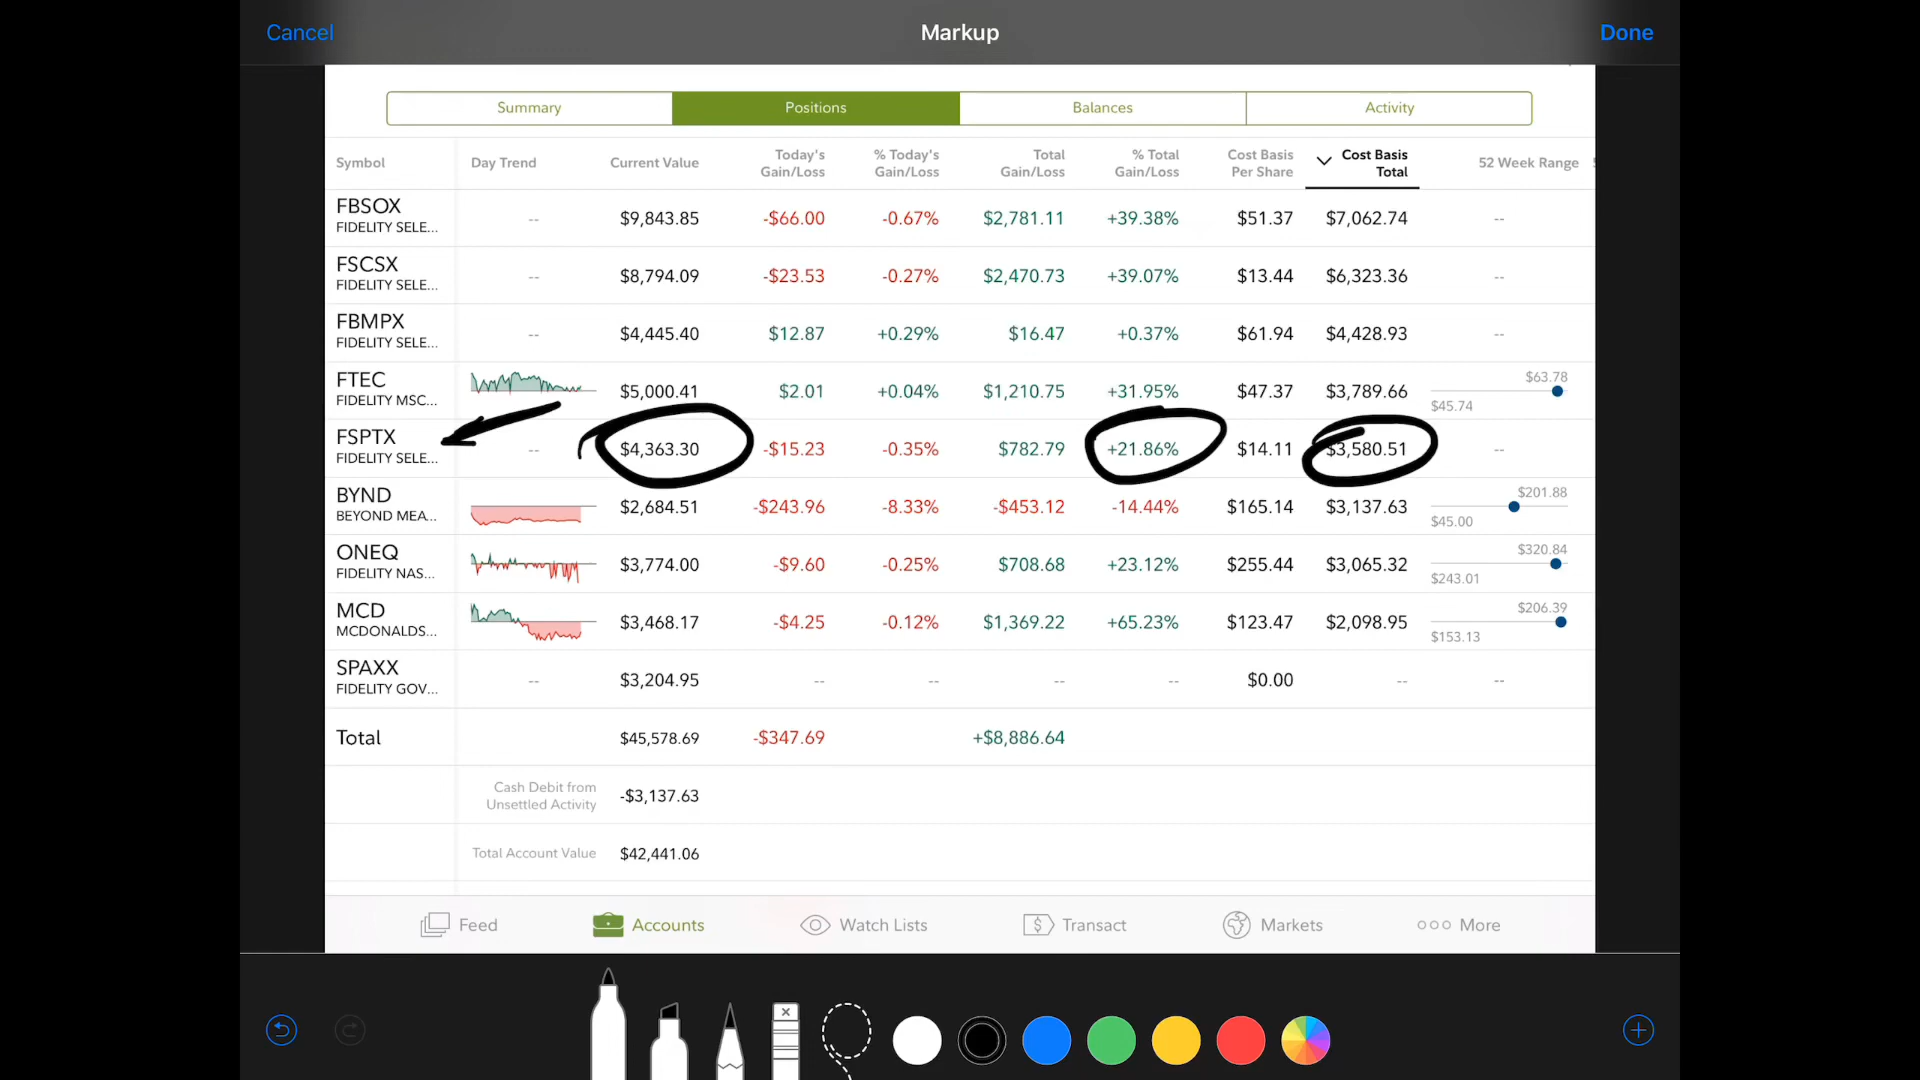 Cancel Markup Done
Summary Positions Balances Activity
Symbol Day Trend Current Value Today's Gain/Loss % Today's Gain/Loss Total Gain/Loss % Total Gain/Loss Cost Basis Per Share Cost Basis Total 52 Week Range
FBSOX -- $9,843.85 -$66.00 -0.67% $2,781.11 +39.38% $51.37 $7,062.74 --
FIDELITY SELE...
FSCSX -- $8,794.09 -$23.53 -0.27% $2,470.73 +39.07% $13.44 $6,323.36 --
FIDELITY SELE...
FBMPX -- $4,445.40 $12.87 +0.29% $16.47 +0.37% $61.94 $4,428.93 --
FIDELITY SELE...
FTEC $5,000.41 $2.01 +0.04% $1,210.75 +31.95% $47.37 $3,789.66 $63.78
FIDELITY MSC... $45.74
FSPTX -- $4,363.30 -$15.23 -0.35% $782.79 +21.86% $14.11 $3,580.51 --
FIDELITY SELE...
BYND $2,684.51 -$243.96 -8.33% -$453.12 -14.44% $165.14 $3,137.63 $201.88
BEYOND MEA... $45.00
ONEQ $3,774.00 -$9.60 -0.25% $708.68 +23.12% $255.44 $3,065.32 $320.84
FIDELITY NAS... $243.01
MCD $3,468.17 -$4.25 -0.12% $1,369.22 +65.23% $123.47 $2,098.95 $206.39
MCDONALDS... $153.13
SPAXX -- $3,204.95 -- -- -- -- $0.00 -- --
FIDELITY GOV...
Total $45,578.69 -$347.69 +$8,886.64
Cash Debit from Unsettled Activity -$3,137.63
Total Account Value $42,441.06
Feed Accounts Watch Lists Transact Markets More